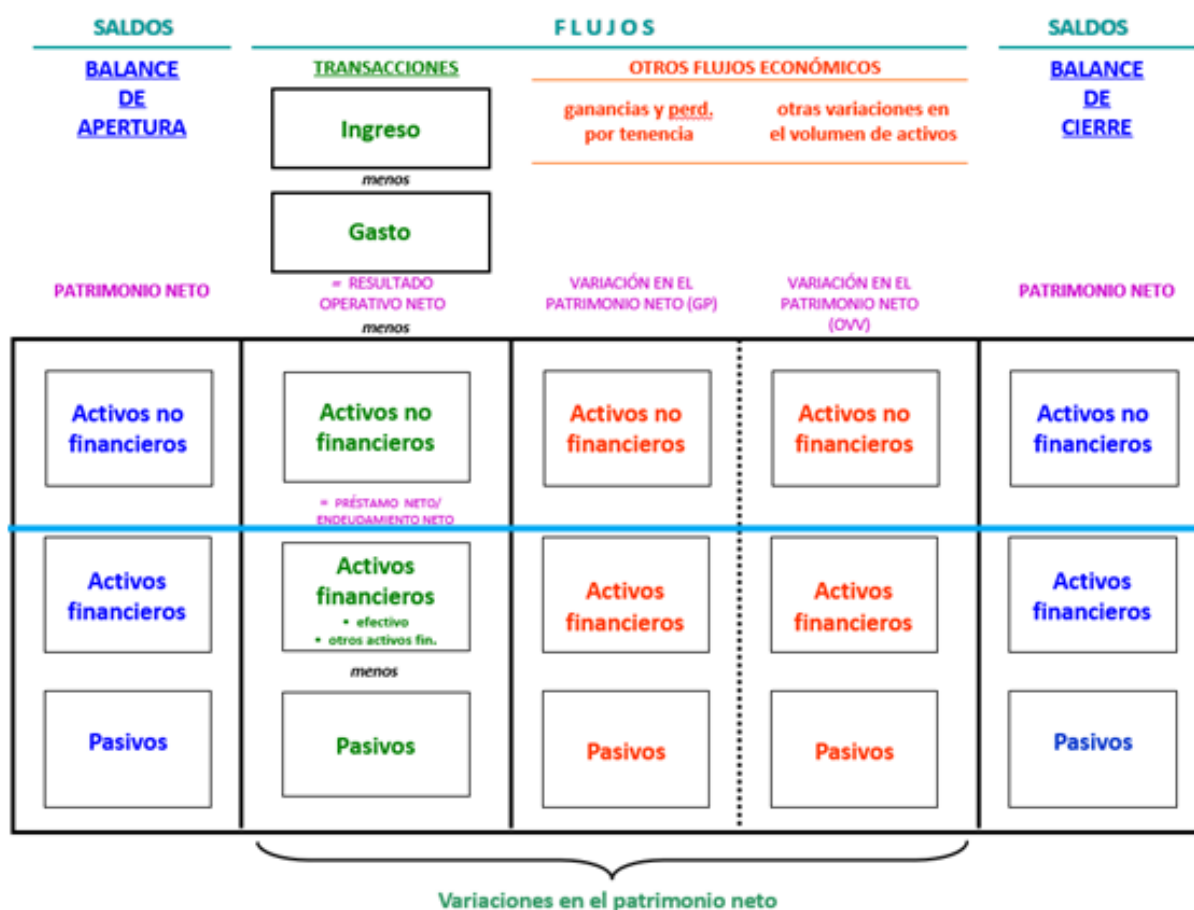 SALDOS
FLUJOS
SALDOS
BALANCE
DE
APERTURA
TRANSACCIONES
OTROS FLUJOS ECONÓMICOS
BALANCE
DE
CIERRE
ganancias y perd.
por tenencia
otras variaciones en
el volumen de activos
Ingreso
menos
Gasto
PATRIMONIO NETO
= RESULTADO
OPERATIVO NETO
menos
VARIACIÓN EN EL
PATRIMONIO NETO (GP)
VARIACIÓN EN EL
PATRIMONIO NETO
(OVV)
PATRIMONIO NETO
Activos no
financieros
Activos no
financieros
Activos no
financieros
Activos no
financieros
Activos no
financieros
= PRÉSTAMO NETO/
ENDEUDAMIENTO NETO
Activos
financieros
Activos
financieros
• efectivo
• otros activos fin.
Activos
financieros
Activos
financieros
Activos
financieros
menos
Pasivos
Pasivos
Pasivos
Pasivos
Pasivos
Variaciones en el patrimonio neto